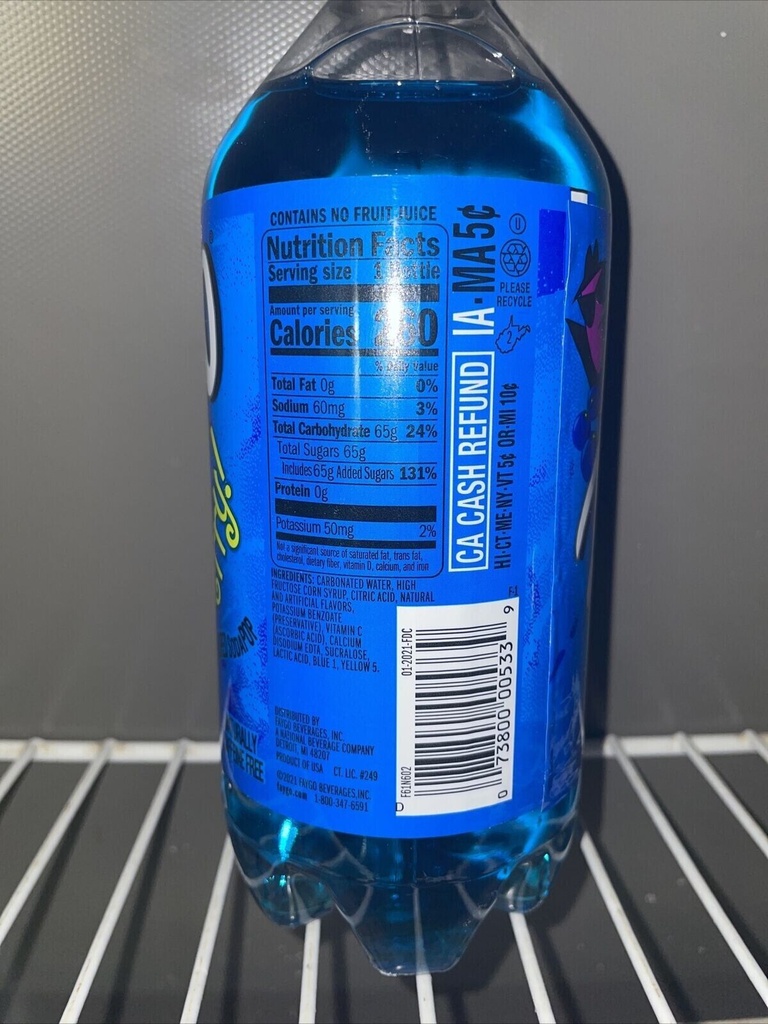 CONTAINS NO FRUIT JUICE
Nutrition Facts
Serving size 1 Bottle
Amount per serving
Calories 260
% Daily value
Total Fat 0g 0%
Sodium 60mg 3%
Total Carbohydrate 65g 24%
Total Sugars 65g
Includes 65g Added Sugars 131%
Protein 0g
Potassium 50mg 2%
Not a significant source of saturated fat, trans fat,
cholesterol, dietary fiber, vitamin D, calcium, and iron
INGREDIENTS: CARBONATED WATER, HIGH
FRUCTOSE CORN SYRUP, CITRIC ACID, NATURAL
AND ARTIFICIAL FLAVORS,
POTASSIUM BENZOATE
(PRESERVATIVE), VITAMIN C
(ASCORBIC ACID), CALCIUM
DISODIUM EDTA, SUCRALOSE,
LACTIC ACID, BLUE 1, YELLOW 5.
DISTRIBUTED BY
FAYGO BEVERAGES, INC.
A NATIONAL BEVERAGE COMPANY
DETROIT, MI 48207
PRODUCT OF USA CT. LIC. #249
©2021 FAYGO BEVERAGES, INC.
faygo.com 1-800-347-6591
CA CASH REFUND IA·MA 5¢
HI·CT·ME·NY·VT 5¢ OR·MI 10¢
U
PLEASE
RECYCLE
01-2021-FDC
D F61N602
0 73800 00533 9
POP
FREE